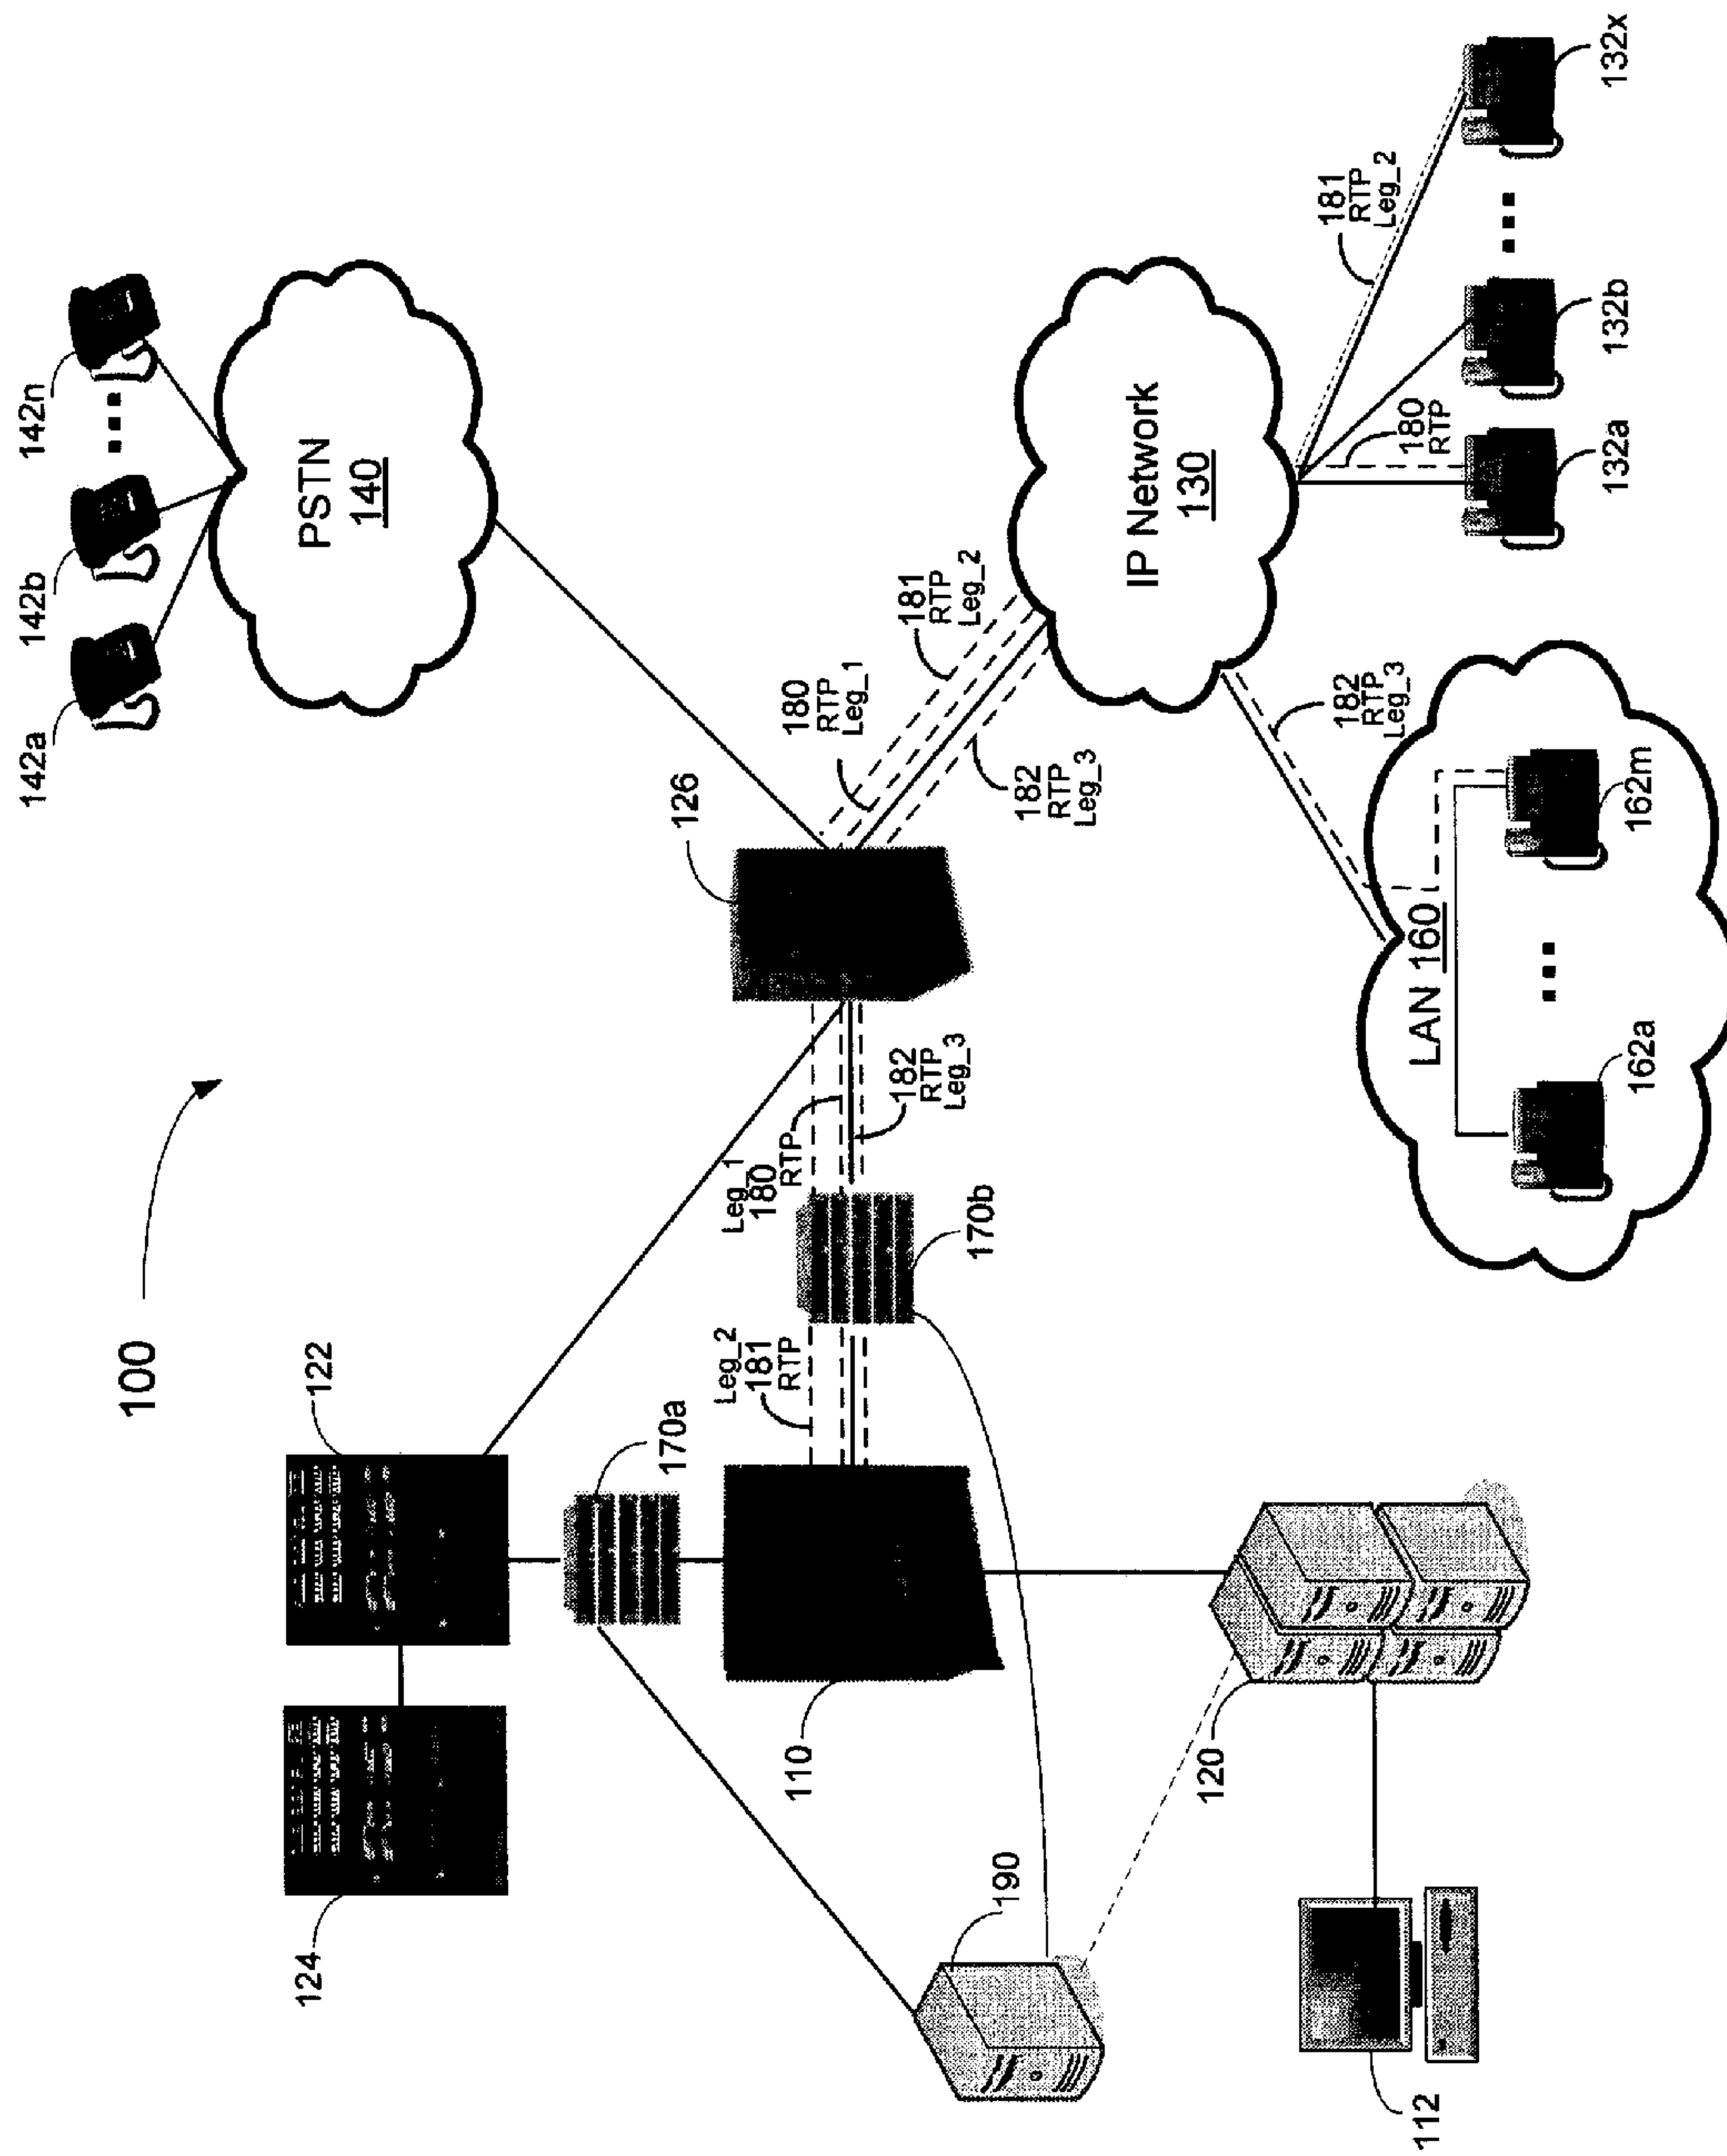 100
142a
142b
142n
PSTN
140
124
122
170a
126
180
RTP
Leg_1
181
RTP
Leg_2
182
RTP
Leg_3
Leg_2
181
RTP
Leg_1
180
RTP
182
RTP
Leg_3
170b
110
190
120
112
IP Network
130
181
RTP
Leg_2
180
RTP
132a
132b
132x
182
RTP
Leg_3
LAN 160
162a
162m